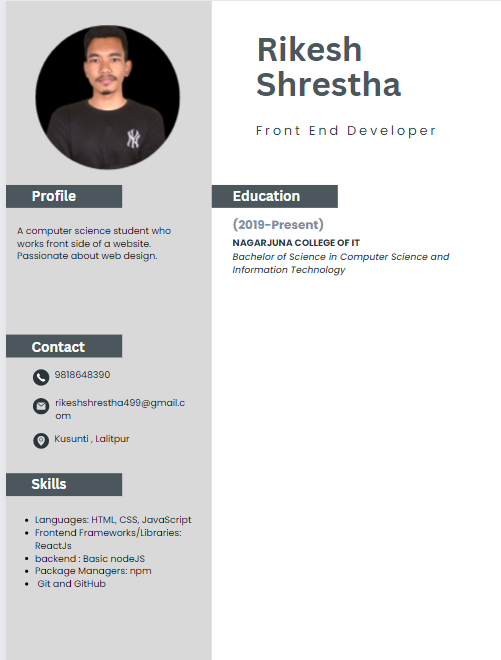 Rikesh
Shrestha
Front End Developer
Profile
A computer science student who
works front side of a website.
Passionate about web design.
Contact
9818648390
rikeshshrestha499@gmail.c
om
Kusunti , Lalitpur
Skills
Languages: HTML, CSS, JavaScript
Frontend Frameworks/Libraries:
ReactJs
backend : Basic nodeJS
Package Managers: npm
Git and GitHub
Education
(2019-Present)
NAGARJUNA COLLEGE OF IT
Bachelor of Science in Computer Science and
Information Technology
NY